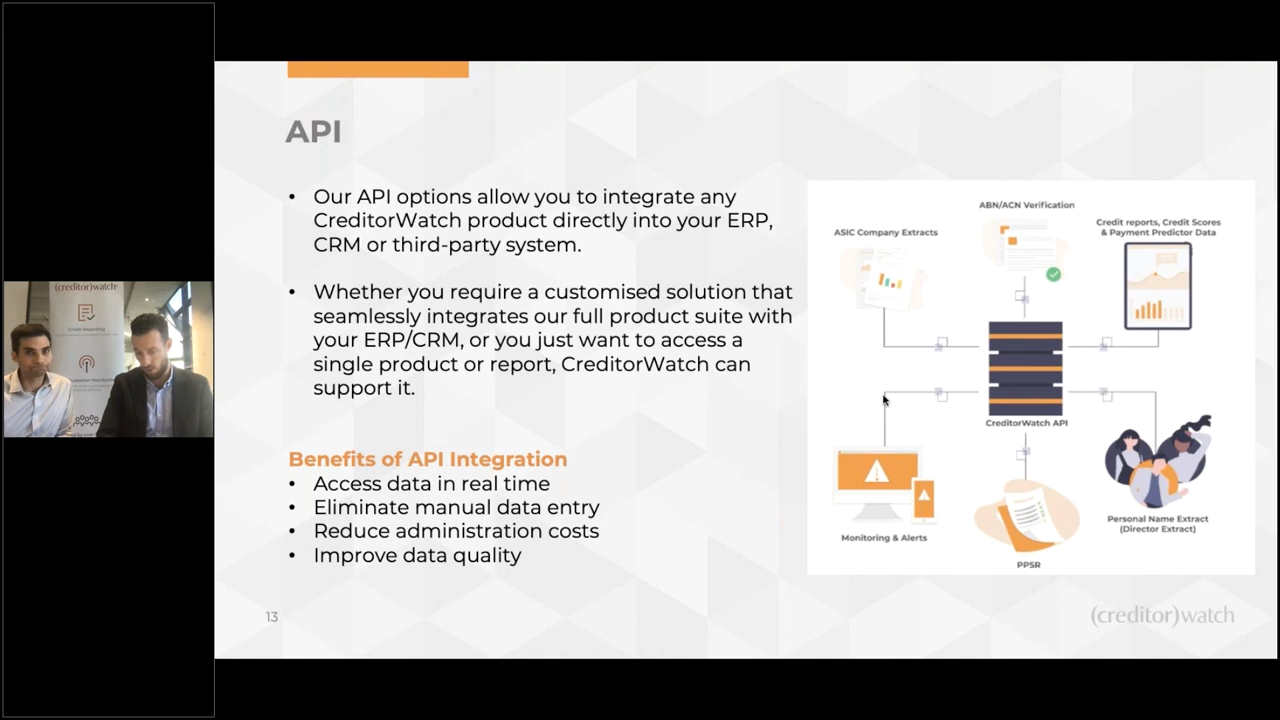 API
• Our API options allow you to integrate any
CreditorWatch product directly into your ERP,
CRM or third-party system.
• Whether you require a customised solution that
seamlessly integrates our full product suite with
your ERP/CRM, or you just want to access a
single product or report, CreditorWatch can
support it.
Benefits of API Integration
• Access data in real time
• Eliminate manual data entry
• Reduce administration costs
• Improve data quality
ABN/ACN Verification
ASIC Company Extracts
Credit reports, Credit Scores
& Payment Predictor Data
CreditorWatch API
Monitoring & Alerts
PPSR
Personal Name Extract
(Director Extract)
13
(creditor)watch
(creditor)watch
Credit Reporting